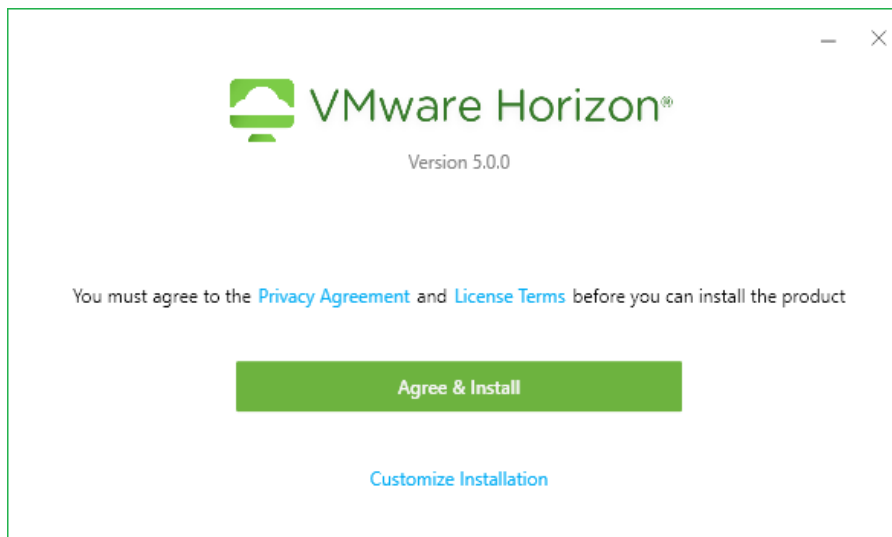 VMware Horizon®
Version 5.0.0
You must agree to the Privacy Agreement and License Terms before you can install the product
Agree & Install
Customize Installation